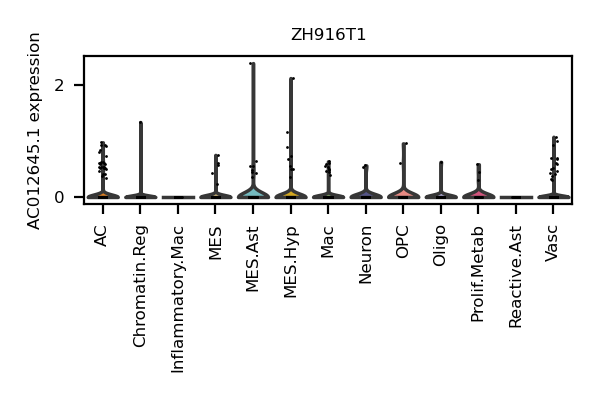 ZH916T1
AC012645.1 expression
2
0
AC
Chromatin.Reg
Inflammatory.Mac
MES
MES.Ast
MES.Hyp
Mac
Neuron
OPC
Oligo
Prolif.Metab
Reactive.Ast
Vasc